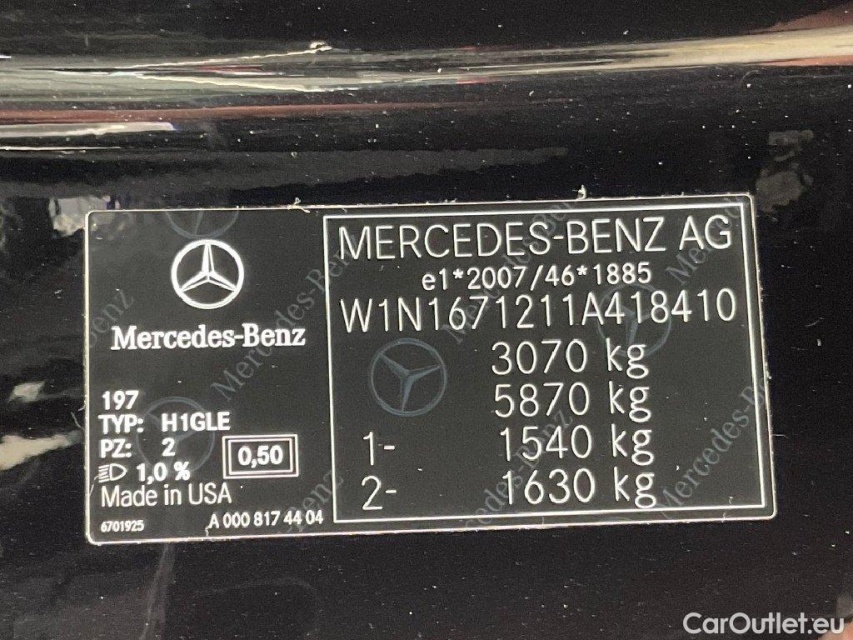 Mercedes-Benz
197
TYP: H1GLE
PZ: 2
1,0 %
0,50
Made in USA
6701925
A 000 817 44 04
MERCEDES-BENZ AG
e1*2007/46*1885
W1N1671211A418410
3070 kg
5870 kg
1- 1540 kg
2- 1630 kg
CarOutlet.eu